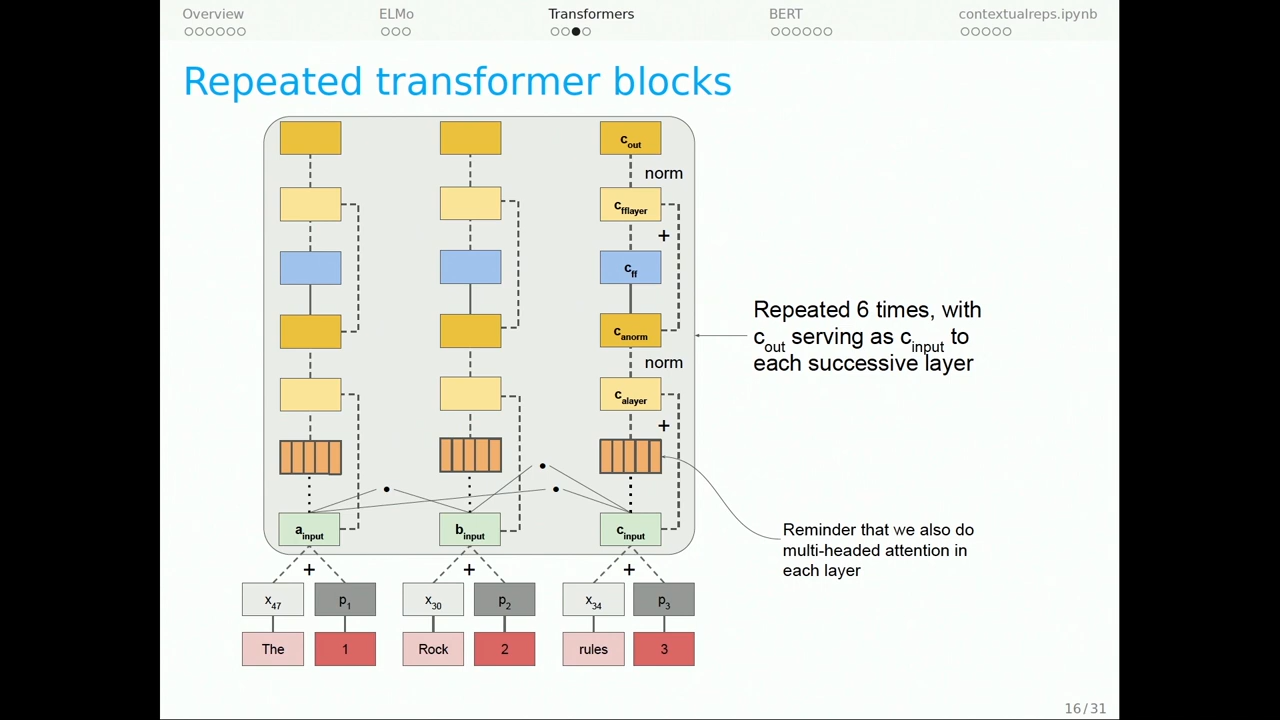 Overview ELMo Transformers BERT contextualreps.ipynb
Repeated transformer blocks
c_out
norm
c_fflayer
+
c_ff
Repeated 6 times, with
c_out serving as c_input to
each successive layer
c_anorm
norm
c_alayer
+
a_input b_input c_input
Reminder that we also do
multi-headed attention in
each layer
+ + +
x_47 p_1 x_30 p_2 x_34 p_3
The 1 Rock 2 rules 3
16/31